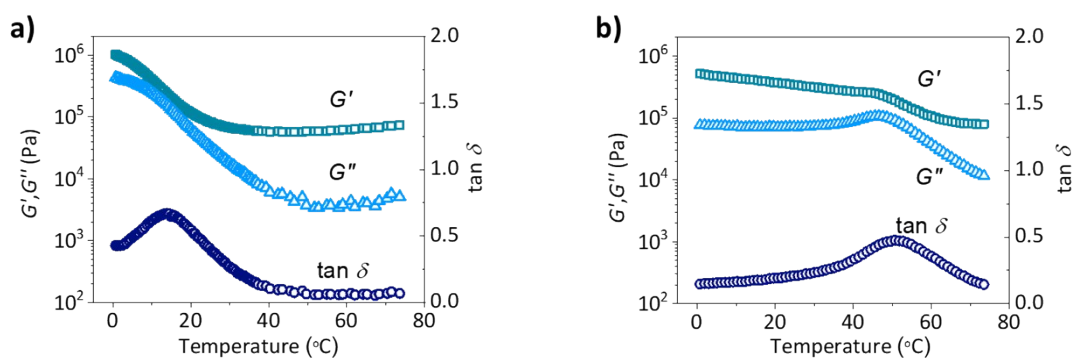 a)
10⁶
10⁵
10⁴
10³
10²
G',G'' (Pa)
2.0
1.5
1.0
0.5
0.0
tan δ
G'
G''
tan δ
0 20 40 60 80
Temperature (°C)
b)
10⁶
10⁵
10⁴
10³
10²
G',G'' (Pa)
2.0
1.5
1.0
0.5
0.0
tan δ
G'
G''
tan δ
0 20 40 60 80
Temperature (°C)